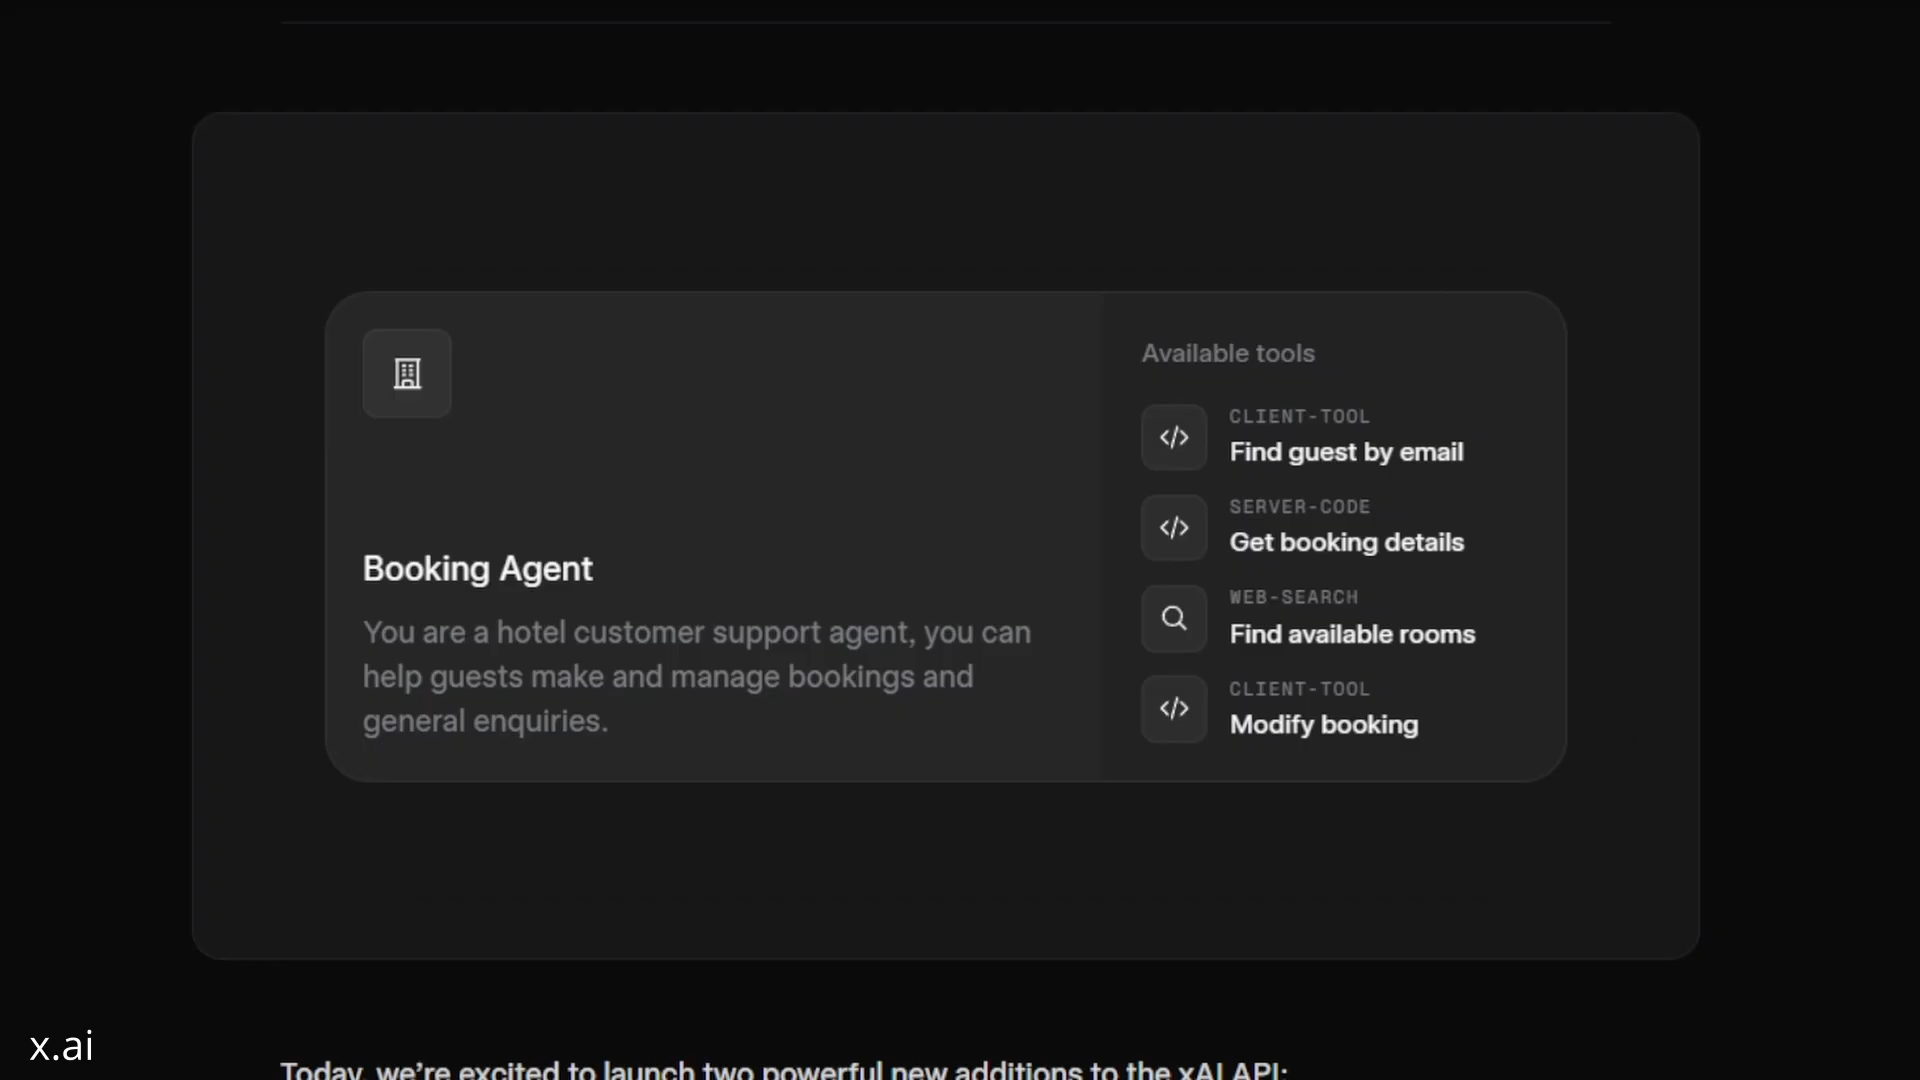 Booking Agent
You are a hotel customer support agent, you can
help guests make and manage bookings and
general enquiries.
Available tools
CLIENT-TOOL
Find guest by email
SERVER-CODE
Get booking details
WEB-SEARCH
Find available rooms
CLIENT-TOOL
Modify booking
x.ai
Today, we’re excited to launch two powerful new additions to the xAI API: